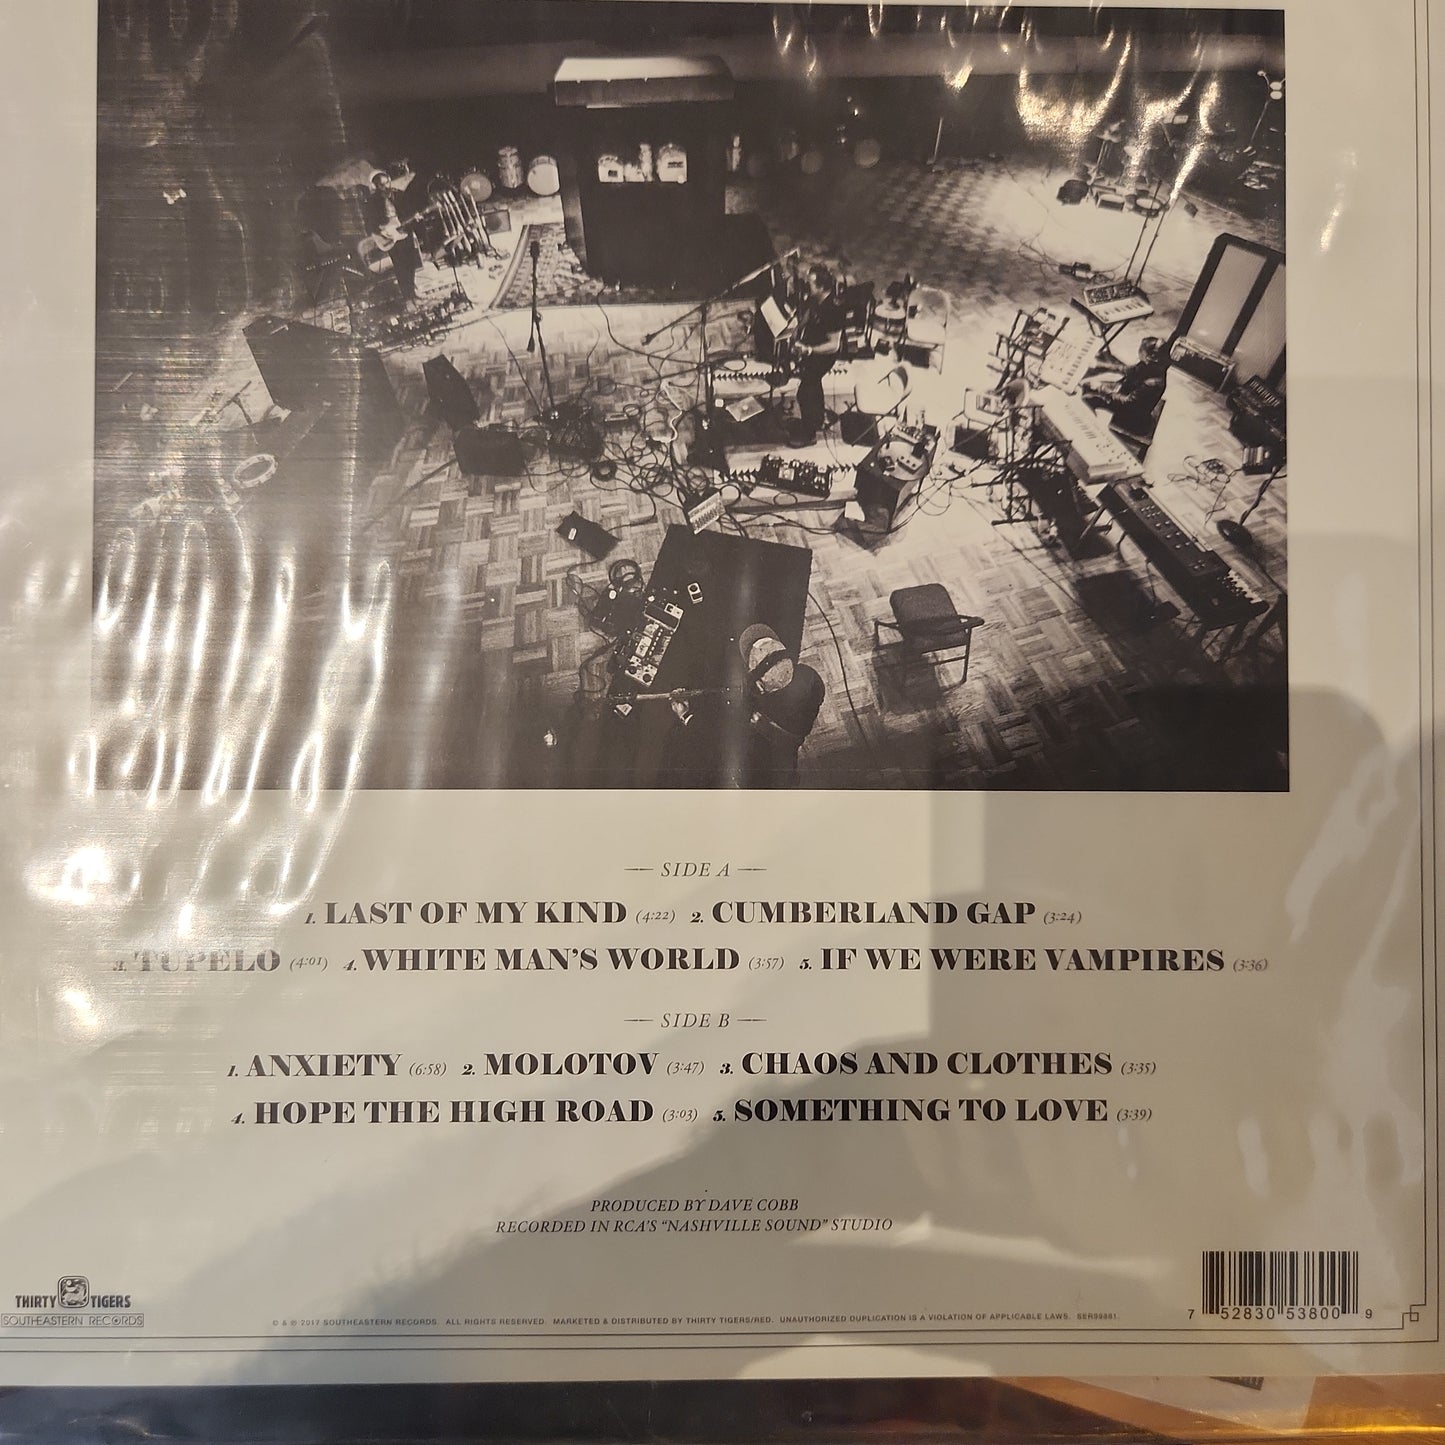 — SIDE A —
1. LAST OF MY KIND (4:22) 2. CUMBERLAND GAP (3:24)
3. TUPELO (4:01) 4. WHITE MAN'S WORLD (3:57) 5. IF WE WERE VAMPIRES (3:36)
— SIDE B —
1. ANXIETY (6:58) 2. MOLOTOV (3:47) 3. CHAOS AND CLOTHES (3:35)
4. HOPE THE HIGH ROAD (3:03) 5. SOMETHING TO LOVE (3:39)
PRODUCED BY DAVE COBB
RECORDED IN RCA'S "NASHVILLE SOUND" STUDIO
THIRTY TIGERS
SOUTHEASTERN RECORDS
© & ℗ 2017 SOUTHEASTERN RECORDS. ALL RIGHTS RESERVED. MARKETED & DISTRIBUTED BY THIRTY TIGERS/RED. UNAUTHORIZED DUPLICATION IS A VIOLATION OF APPLICABLE LAWS. SER99881
7 52830 53800 9